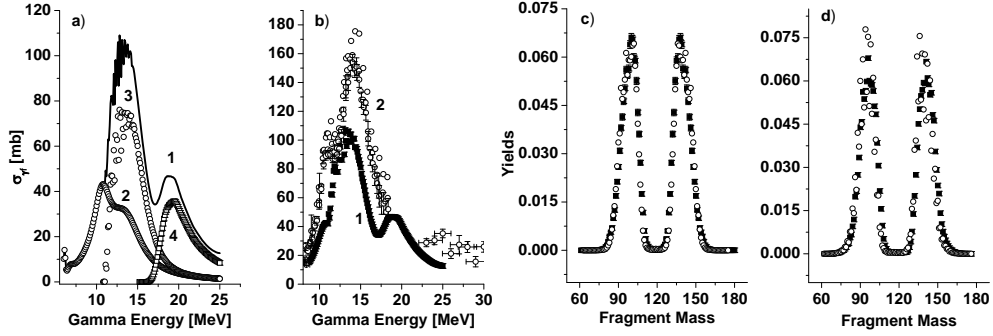 a)
120
100
80
60
40
20
0
σγf [mb]
10 15 20 25
Gamma Energy [MeV]
3
1
2
4
b)
180
160
140
120
100
80
60
40
20
0
10 15 20 25 30
Gamma Energy [MeV]
2
1
c)
0.060
0.045
0.030
0.015
0.000
Yields
60 90 120 150 180
Fragment Mass
d)
0.075
0.060
0.045
0.030
0.015
0.000
60 90 120 150 180
Fragment Mass